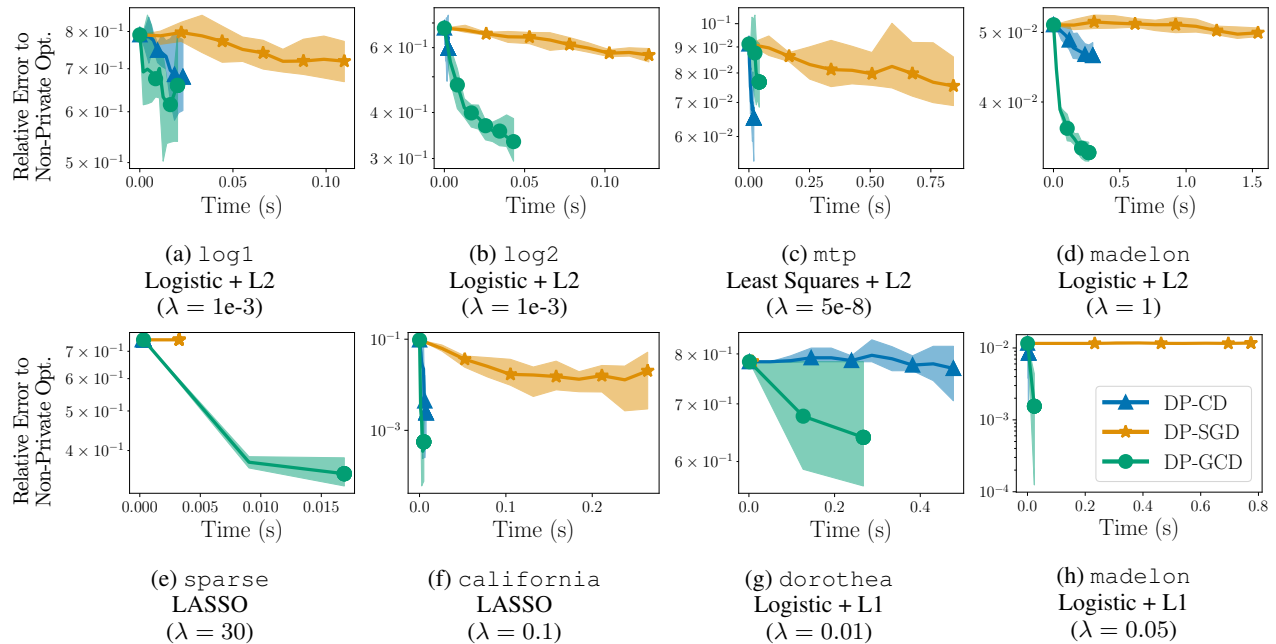 Relative Error to
Non-Private Opt.
8 × 10⁻¹
7 × 10⁻¹
6 × 10⁻¹
5 × 10⁻¹
0.00 0.05 0.10
Time (s)
6 × 10⁻¹
4 × 10⁻¹
3 × 10⁻¹
0.00 0.05 0.10
Time (s)
10⁻¹
9 × 10⁻²
8 × 10⁻²
7 × 10⁻²
6 × 10⁻²
0.00 0.25 0.50 0.75
Time (s)
5 × 10⁻²
4 × 10⁻²
0.0 0.5 1.0 1.5
Time (s)
(a) log1
Logistic + L2
(λ = 1e-3)
(b) log2
Logistic + L2
(λ = 1e-3)
(c) mtp
Least Squares + L2
(λ = 5e-8)
(d) madelon
Logistic + L2
(λ = 1)
Relative Error to
Non-Private Opt.
7 × 10⁻¹
6 × 10⁻¹
5 × 10⁻¹
4 × 10⁻¹
0.000 0.005 0.010 0.015
Time (s)
10⁻¹
10⁻³
0.0 0.2
Time (s)
8 × 10⁻¹
7 × 10⁻¹
6 × 10⁻¹
0.0 0.2 0.4
Time (s)
10⁻²
10⁻³
10⁻⁴
0.0 0.2 0.4 0.6 0.8
Time (s)
DP-CD
DP-SGD
DP-GCD
(e) sparse
LASSO
(λ = 30)
(f) california
LASSO
(λ = 0.1)
(g) dorothea
Logistic + L1
(λ = 0.01)
(h) madelon
Logistic + L1
(λ = 0.05)